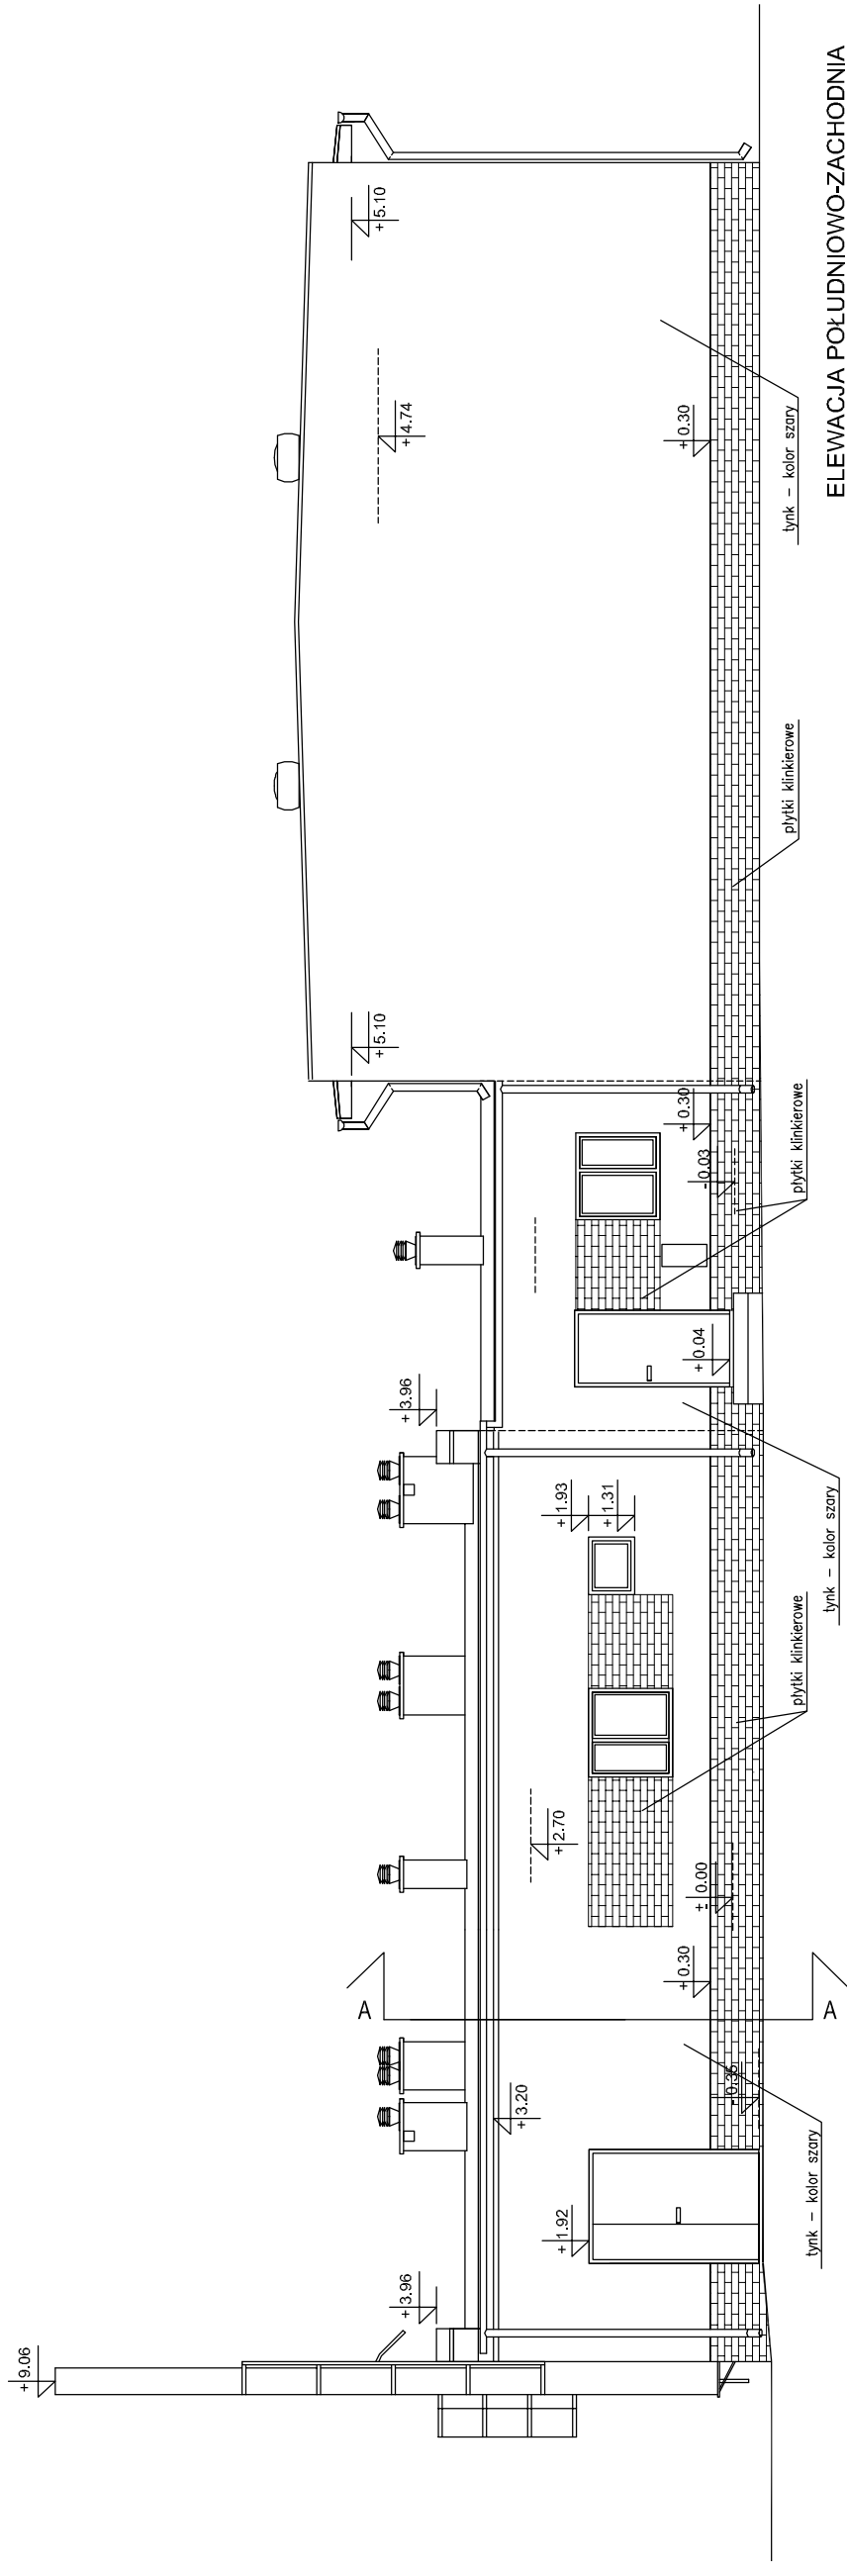 + 9.06
+ 3.96
+ 1.92
+ 3.20
- 0.35
tynk – kolor szary
A
A
+ 0.30
± 0.00
+ 2.70
płytki klinkierowe
+ 1.93
+ 1.31
+ 3.96
tynk – kolor szary
+ 0.04
- 0.03
+ 0.30
płytki klinkierowe
+ 5.10
płytki klinkierowe
+ 4.74
+ 0.30
tynk – kolor szary
+ 5.10
ELEWACJA POŁUDNIOWO-ZACHODNIA